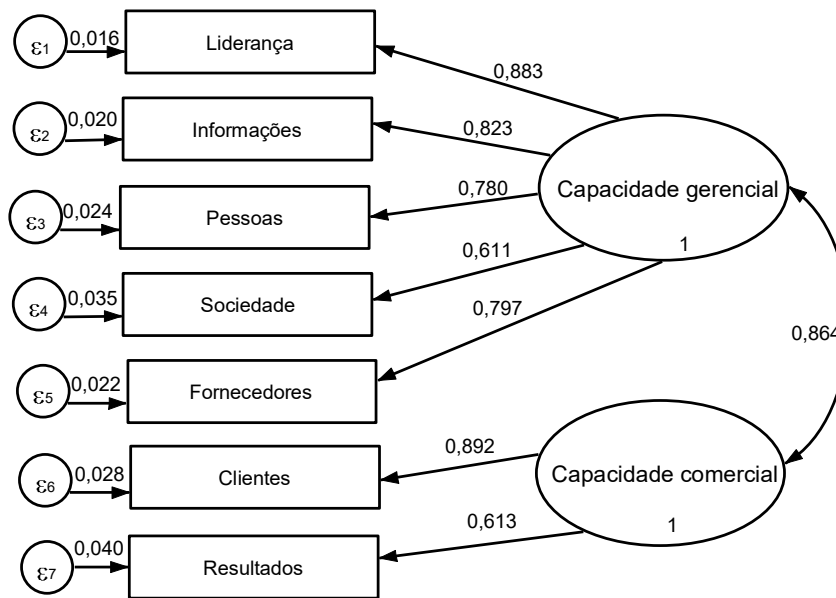 ε1 0,016 Liderança
0,883
ε2 0,020 Informações
0,823
ε3 0,024 Pessoas
0,780
Capacidade gerencial
1
ε4 0,035 Sociedade
0,611
ε5 0,022 Fornecedores
0,797
0,864
ε6 0,028 Clientes
0,892
Capacidade comercial
1
ε7 0,040 Resultados
0,613